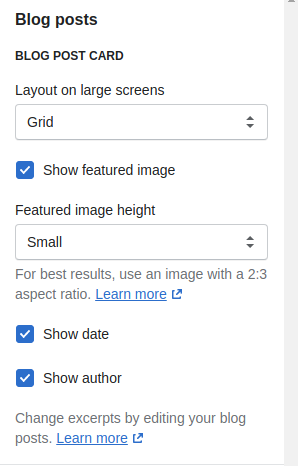 Blog posts
BLOG POST CARD
Layout on large screens
Grid
Show featured image
Featured image height
Small
For best results, use an image with a 2:3
aspect ratio. Learn more
Show date
Show author
Change excerpts by editing your blog
posts. Learn more